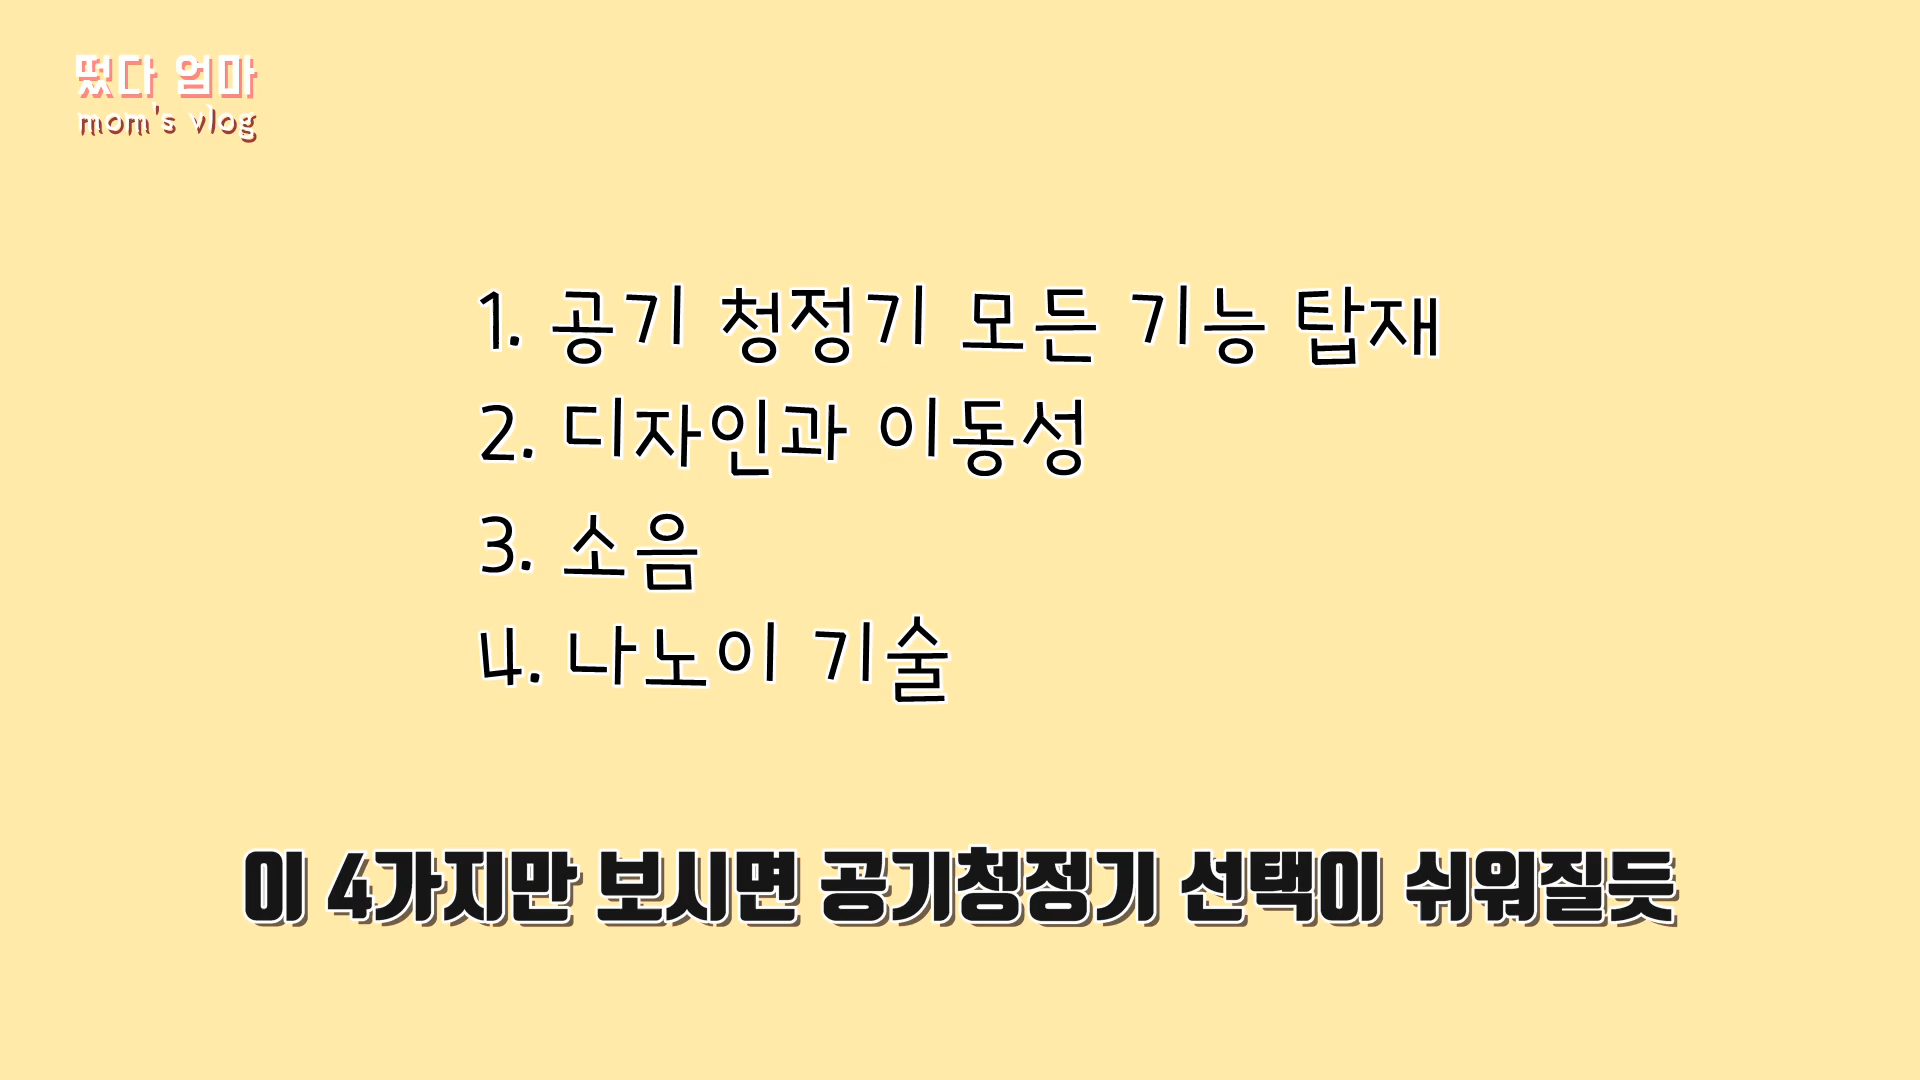 떴다 엄마
mom's vlog
1. 공기 청정기 모든 기능 탑재
2. 디자인과 이동성
3. 소음
4. 나노이 기술
이 4가지만 보시면 공기청정기 선택이 쉬워질듯